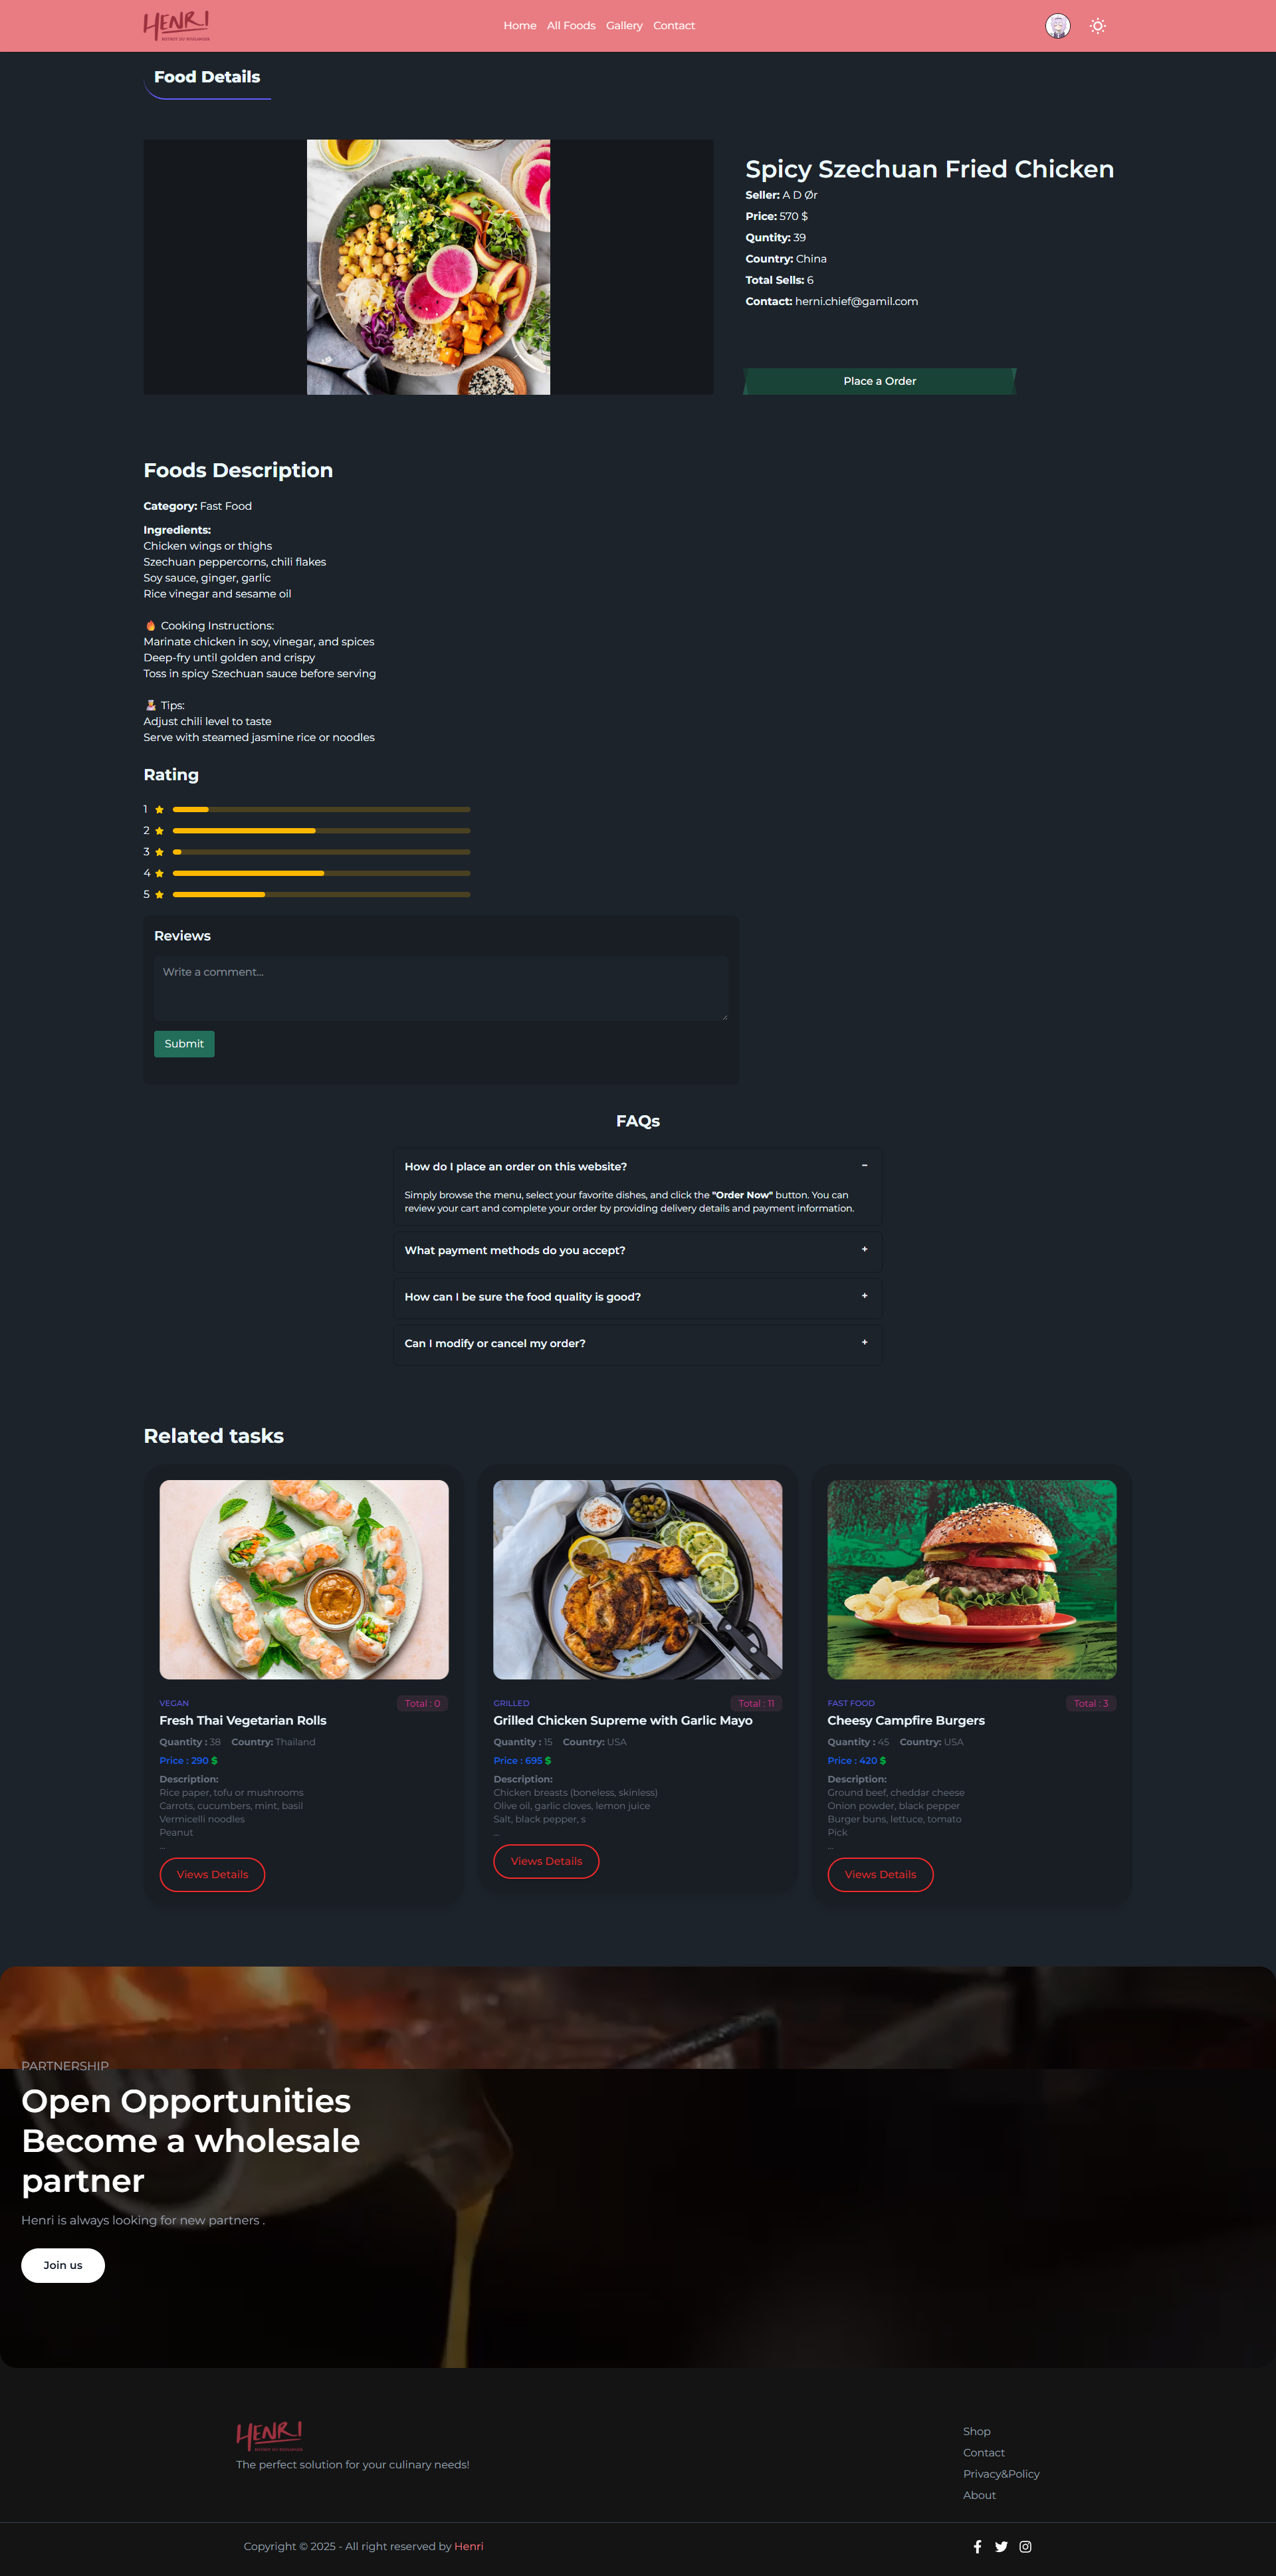 HENRI
BISTROT DU BOULANGER
Home All Foods Gallery Contact
Food Details
Spicy Szechuan Fried Chicken
Seller: A D Ør
Price: 570 $
Quntity: 39
Country: China
Total Sells: 6
Contact: herni.chief@gamil.com
Place a Order
Foods Description
Category: Fast Food
Ingredients:
Chicken wings or thighs
Szechuan peppercorns, chili flakes
Soy sauce, ginger, garlic
Rice vinegar and sesame oil
🔥 Cooking Instructions:
Marinate chicken in soy, vinegar, and spices
Deep-fry until golden and crispy
Toss in spicy Szechuan sauce before serving
Tips:
Adjust chili level to taste
Serve with steamed jasmine rice or noodles
Rating
1
2
3
4
5
Reviews
Write a comment...
Submit
FAQs
How do I place an order on this website? −
Simply browse the menu, select your favorite dishes, and click the "Order Now" button. You can
review your cart and complete your order by providing delivery details and payment information.
What payment methods do you accept? +
How can I be sure the food quality is good? +
Can I modify or cancel my order? +
Related tasks
VEGAN Total : 0
Fresh Thai Vegetarian Rolls
Quantity : 38 Country: Thailand
Price : 290 $
Description:
Rice paper, tofu or mushrooms
Carrots, cucumbers, mint, basil
Vermicelli noodles
Peanut
...
Views Details
GRILLED Total : 11
Grilled Chicken Supreme with Garlic Mayo
Quantity : 15 Country: USA
Price : 695 $
Description:
Chicken breasts (boneless, skinless)
Olive oil, garlic cloves, lemon juice
Salt, black pepper, s
...
Views Details
FAST FOOD Total : 3
Cheesy Campfire Burgers
Quantity : 45 Country: USA
Price : 420 $
Description:
Ground beef, cheddar cheese
Onion powder, black pepper
Burger buns, lettuce, tomato
Pick
...
Views Details
PARTNERSHIP
Open Opportunities
Become a wholesale
partner
Henri is always looking for new partners .
Join us
HENRI
BISTROT DU BOULANGER
The perfect solution for your culinary needs!
Shop
Contact
Privacy&Policy
About
Copyright © 2025 - All right reserved by Henri